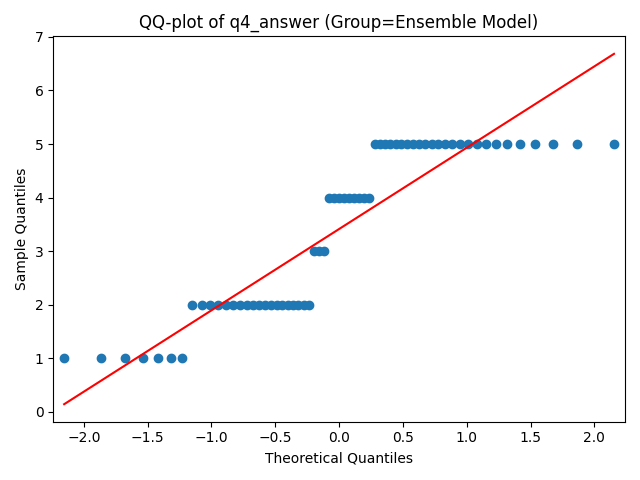 QQ-plot of q4_answer (Group=Ensemble Model)
7
6
5
4
3
2
1
0
Sample Quantiles
−2.0 −1.5 −1.0 −0.5 0.0 0.5 1.0 1.5 2.0
Theoretical Quantiles